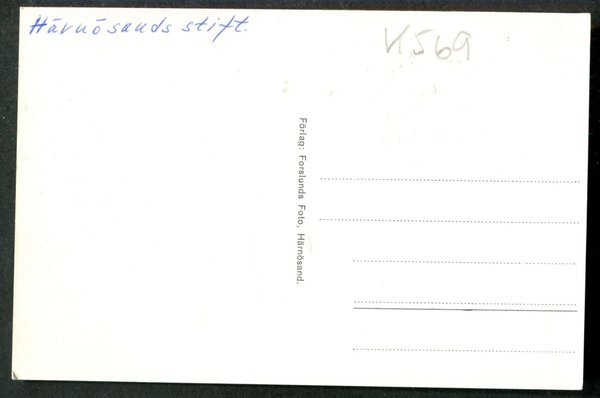 Härnösands stift.
K569
Förlag: Forslunds Foto, Härnösand.